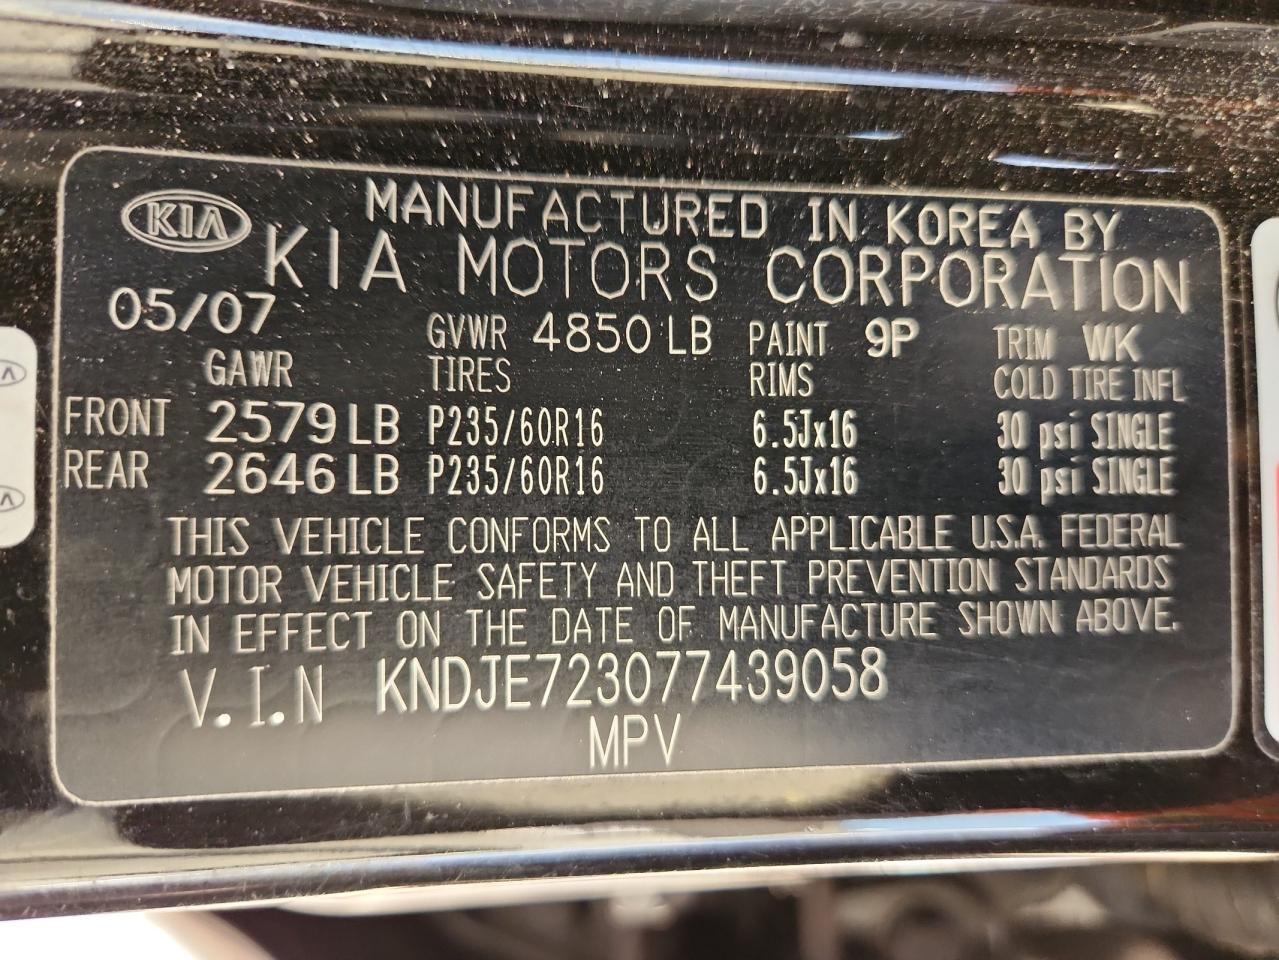 KIA
MANUFACTURED IN KOREA BY
KIA MOTORS CORPORATION
05/07 GVWR 4850 LB PAINT 9P TRIM WK
GAWR TIRES RIMS COLD TIRE INFL
FRONT 2579 LB P235/60R16 6.5Jx16 30 psi SINGLE
REAR 2646 LB P235/60R16 6.5Jx16 30 psi SINGLE
THIS VEHICLE CONFORMS TO ALL APPLICABLE U.S.A. FEDERAL
MOTOR VEHICLE SAFETY AND THEFT PREVENTION STANDARDS
IN EFFECT ON THE DATE OF MANUFACTURE SHOWN ABOVE.
V.I.N KNDJE723077439058
MPV